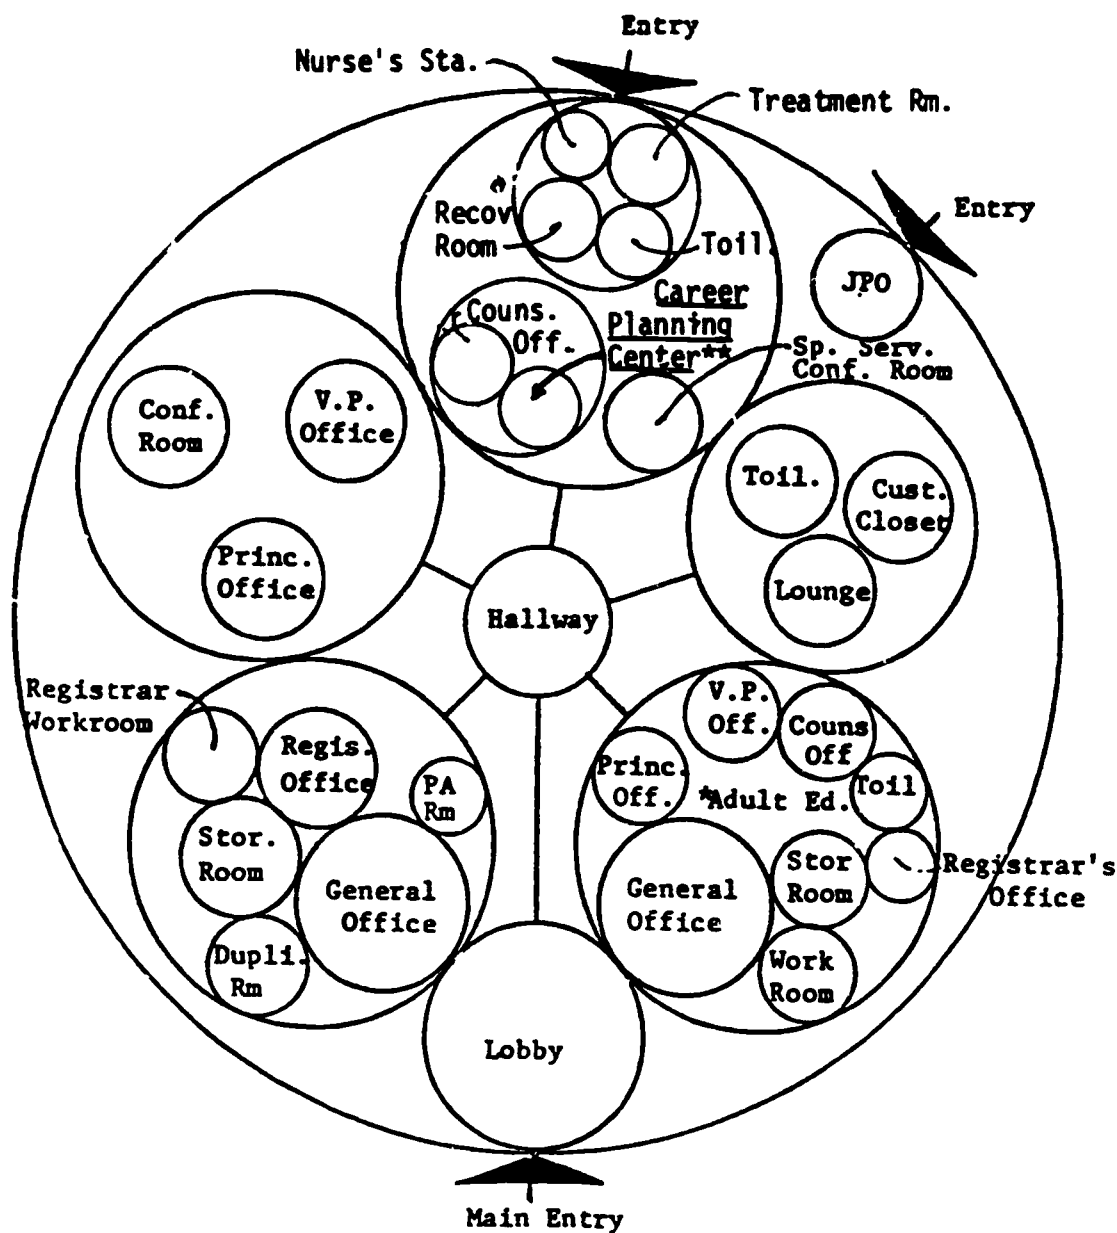 Entry
Nurse's Sta.
Treatment Rm.
Entry
Recov
Room
Toil.
JPO
Couns.
Off.
Career
Planning
Center**
Sp. Serv.
Conf. Room
Conf.
Room
V.P.
Office
Princ.
Office
Toil.
Cust.
Closet
Lounge
Hallway
Registrar
Workroom
Regis.
Office
PA
Rm
Stor.
Room
General
Office
Dupli.
Rm
V.P.
Off.
Couns
Off
Princ.
Off.
*Adult Ed.
Toil
Stor
Room
Registrar's
Office
General
Office
Work
Room
Lobby
Main Entry